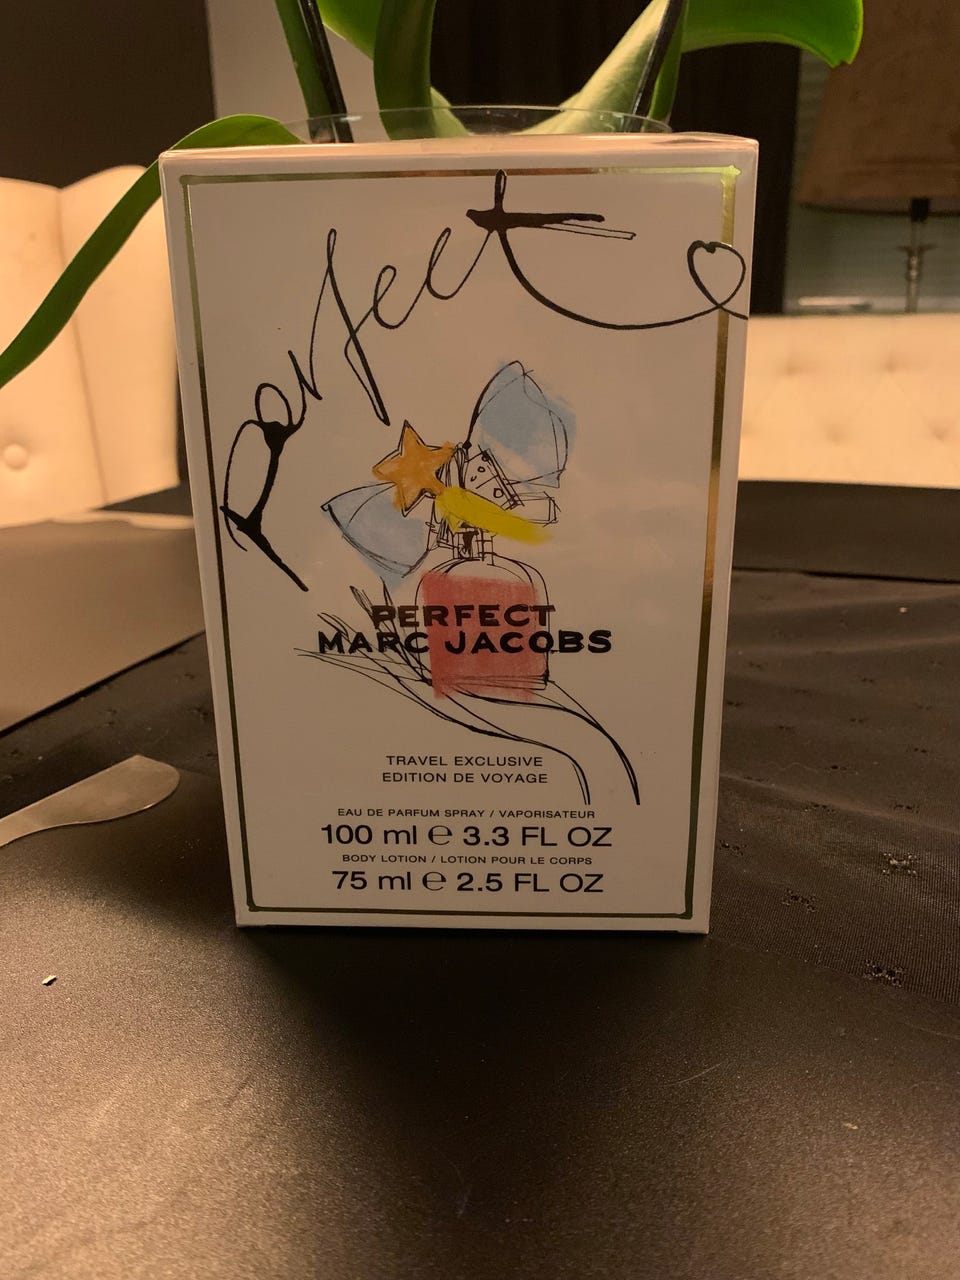 Perfect
PERFECT
MARC JACOBS
TRAVEL EXCLUSIVE
EDITION DE VOYAGE
EAU DE PARFUM SPRAY / VAPORISATEUR
100 ml ℮ 3.3 FL OZ
BODY LOTION / LOTION POUR LE CORPS
75 ml ℮ 2.5 FL OZ